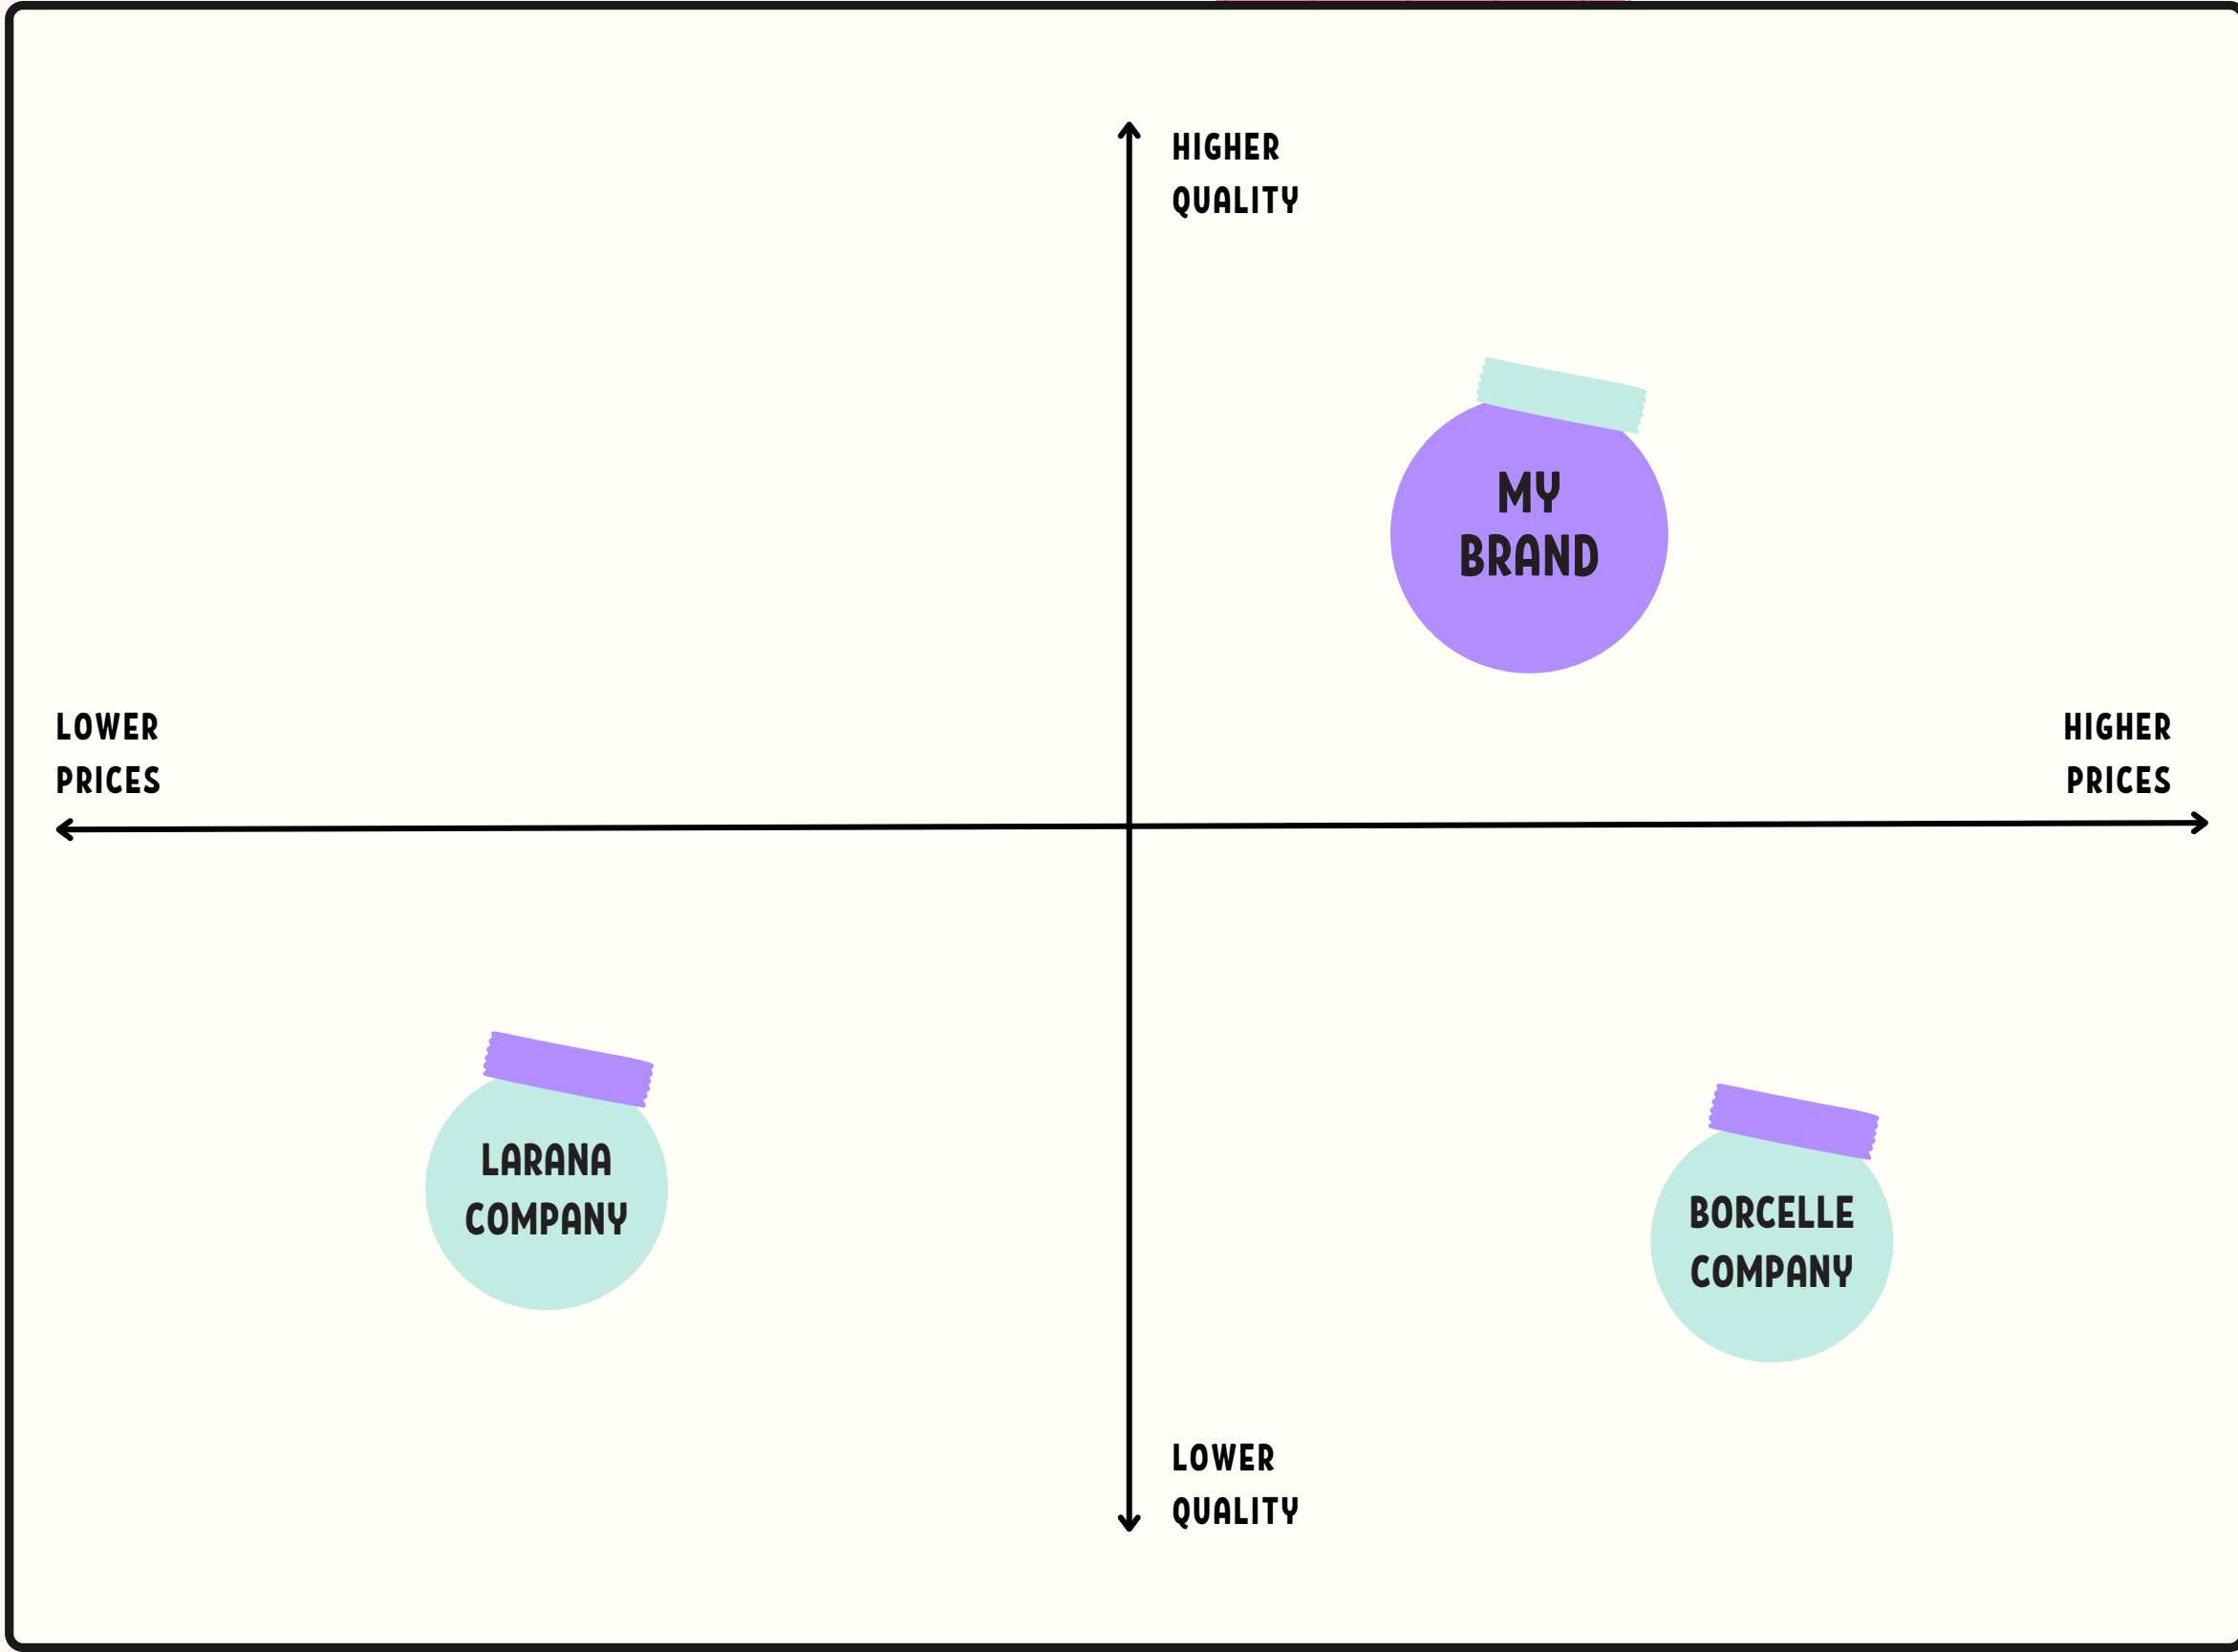 HIGHER
QUALITY
MY
BRAND
LOWER
PRICES
HIGHER
PRICES
LARANA
COMPANY
BORCELLE
COMPANY
LOWER
QUALITY